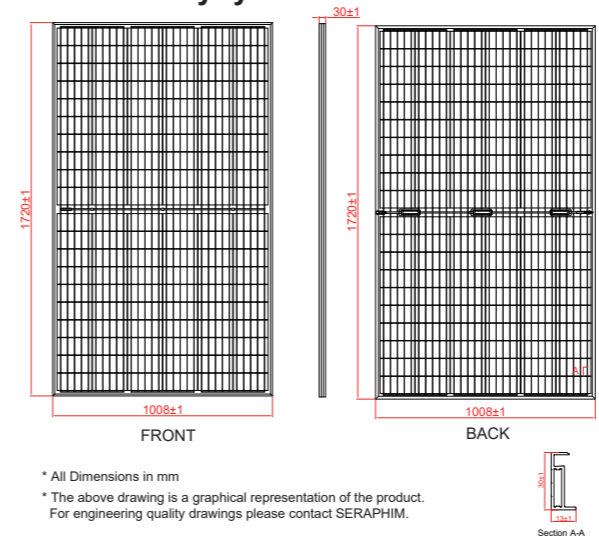 30±1
1720±1
1720±1
A
1008±1
1008±1
FRONT
BACK
* All Dimensions in mm
* The above drawing is a graphical representation of the product.
For engineering quality drawings please contact SERAPHIM.
30±1
13±1
Section A-A